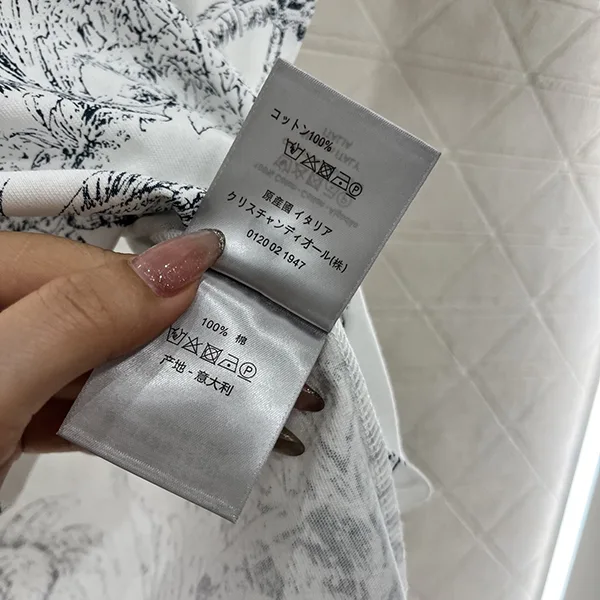 コットン100%
原産國 イタリア
クリスチャンディオール(株)
0120 02 1947
100% 棉
P
产地 - 意大利